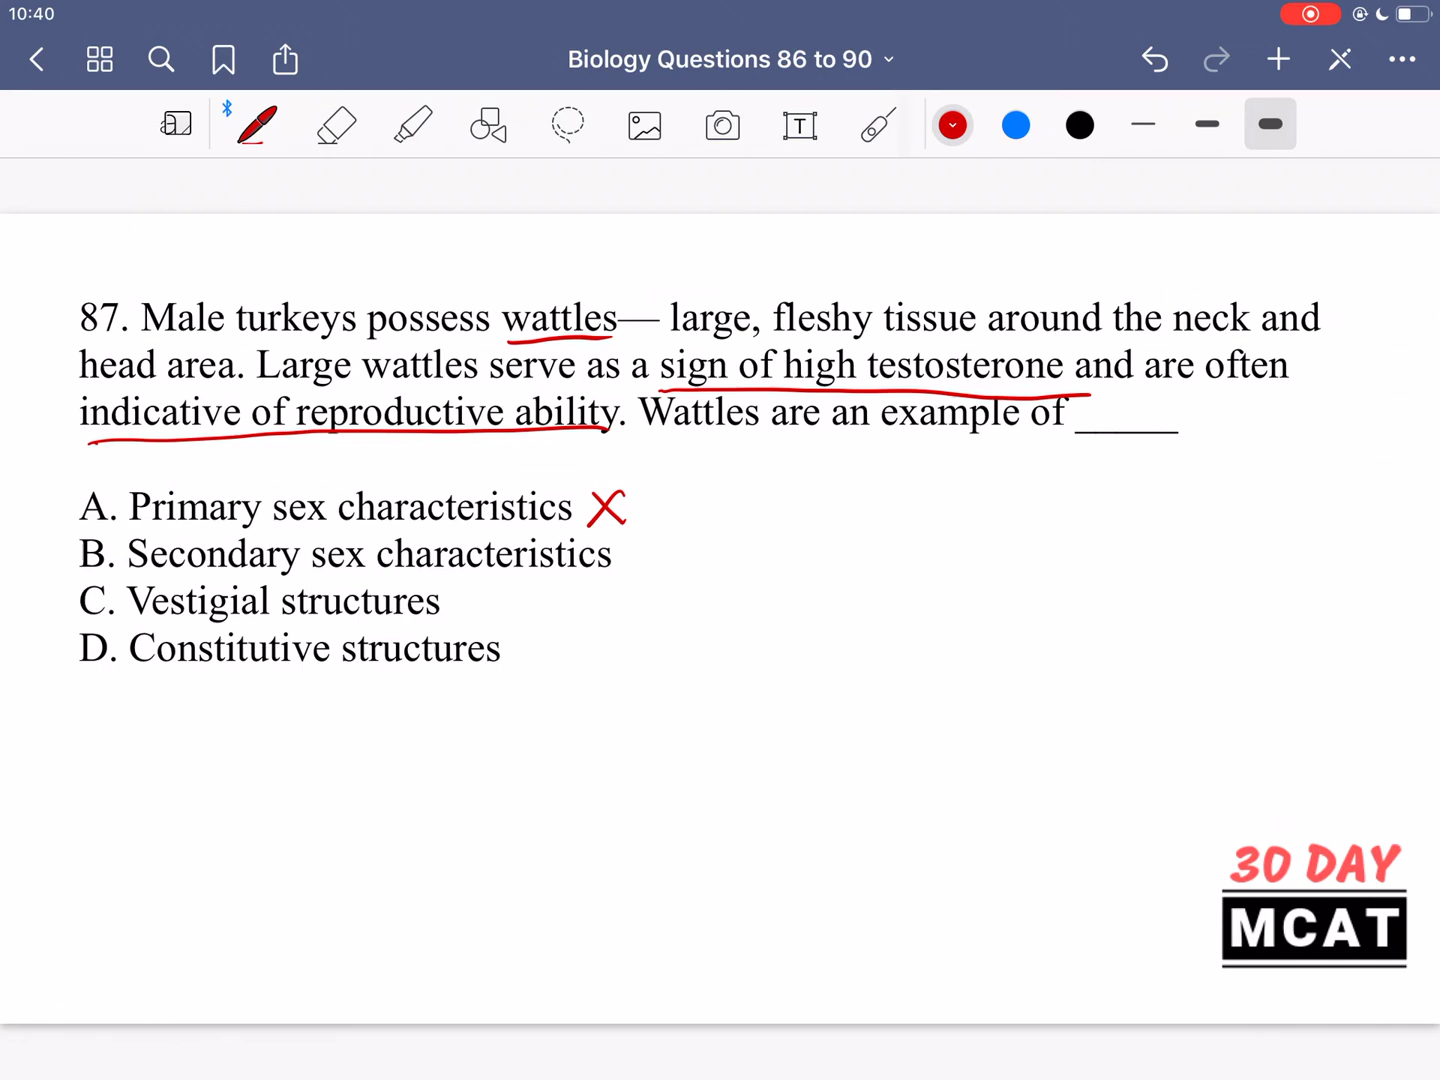 10:40
Biology Questions 86 to 90
a
T
87. Male turkeys possess wattles— large, fleshy tissue around the neck and
head area. Large wattles serve as a sign of high testosterone and are often
indicative of reproductive ability. Wattles are an example of _____
A. Primary sex characteristics X
B. Secondary sex characteristics
C. Vestigial structures
D. Constitutive structures
30 DAY
MCAT